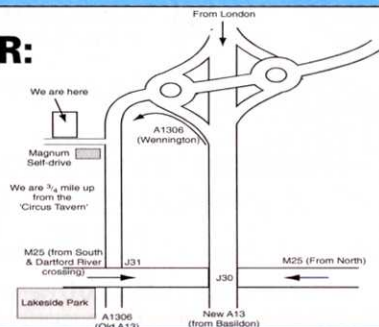 R:
From London
We are here
A1306
(Wennington)
Magnum
Self-drive
We are 3/4 mile up
from the
'Circus Tavern'
M25 (from South
& Dartford River
crossing)
J31
M25 (From North)
J30
Lakeside Park
A1306
(Old A13)
New A13
(from Basildon)